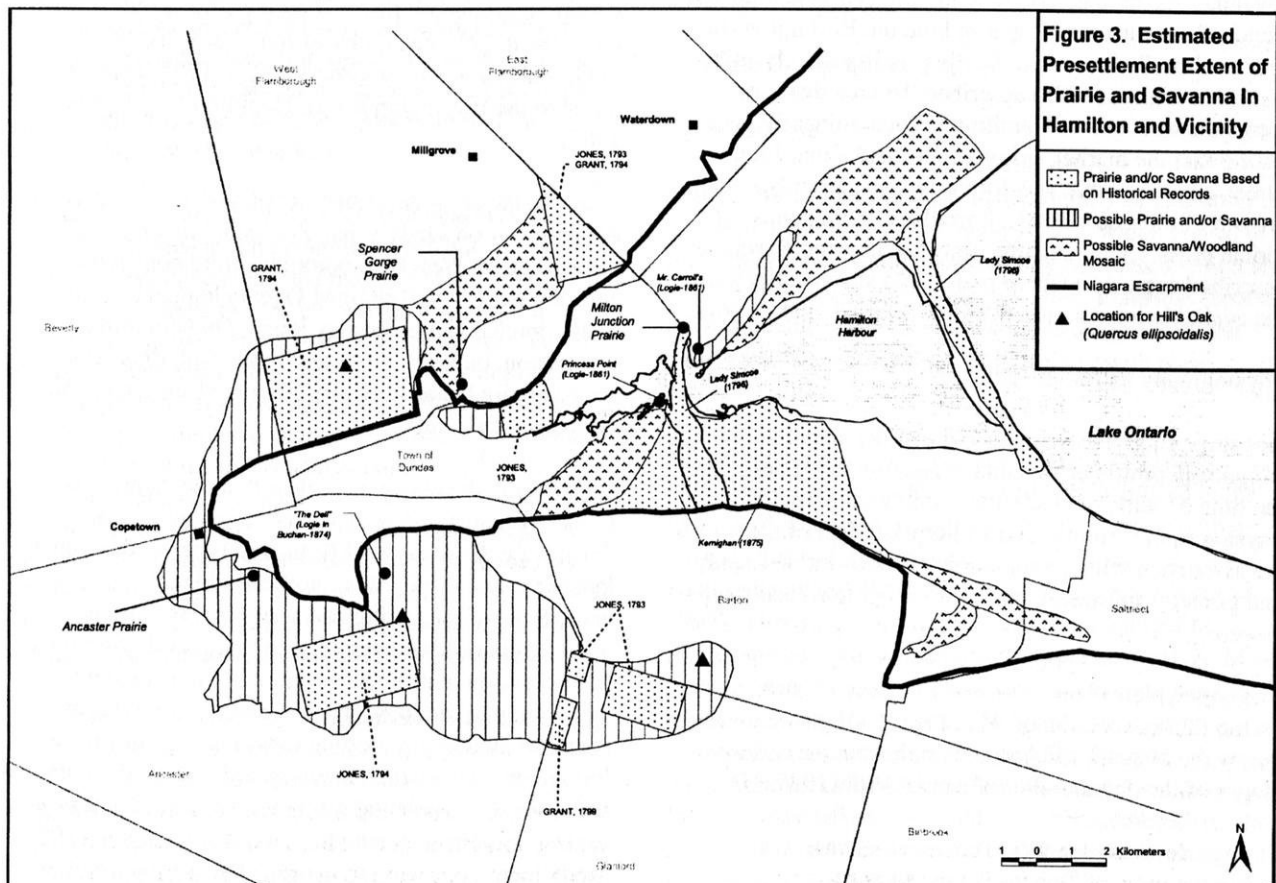 Figure 3. Estimated
Presettlement Extent of
Prairie and Savanna In
Hamilton and Vicinity
Prairie and/or Savanna Based
on Historical Records
Possible Prairie and/or Savanna
Possible Savanna/Woodland
Mosaic
Niagara Escarpment
Location for Hill's Oak
(Quercus ellipsoidalis)
West
Flamborough
East
Flamborough
Waterdown
Millgrove
JONES, 1793
GRANT, 1794
Spencer
Gorge
Prairie
GRANT,
1794
Lady Simcoe
(1796)
Mr. Carroll's
(Logie-1861)
Beverly
Milton
Junction
Prairie
Hamilton
Harbour
Princess Point
(Logie-1861)
Lady Simcoe
(1796)
Lake Ontario
Town of
Dundas
JONES,
1793
"The Dell"
(Logie In
Buchan-1874)
Copetown
Kernighan (1875)
JONES, 1793
Barton
Saltfleet
Ancaster Prairie
Ancaster
JONES, 1794
GRANT, 1799
Binbrook
Glanford
N
1 0 1 2 Kilometers